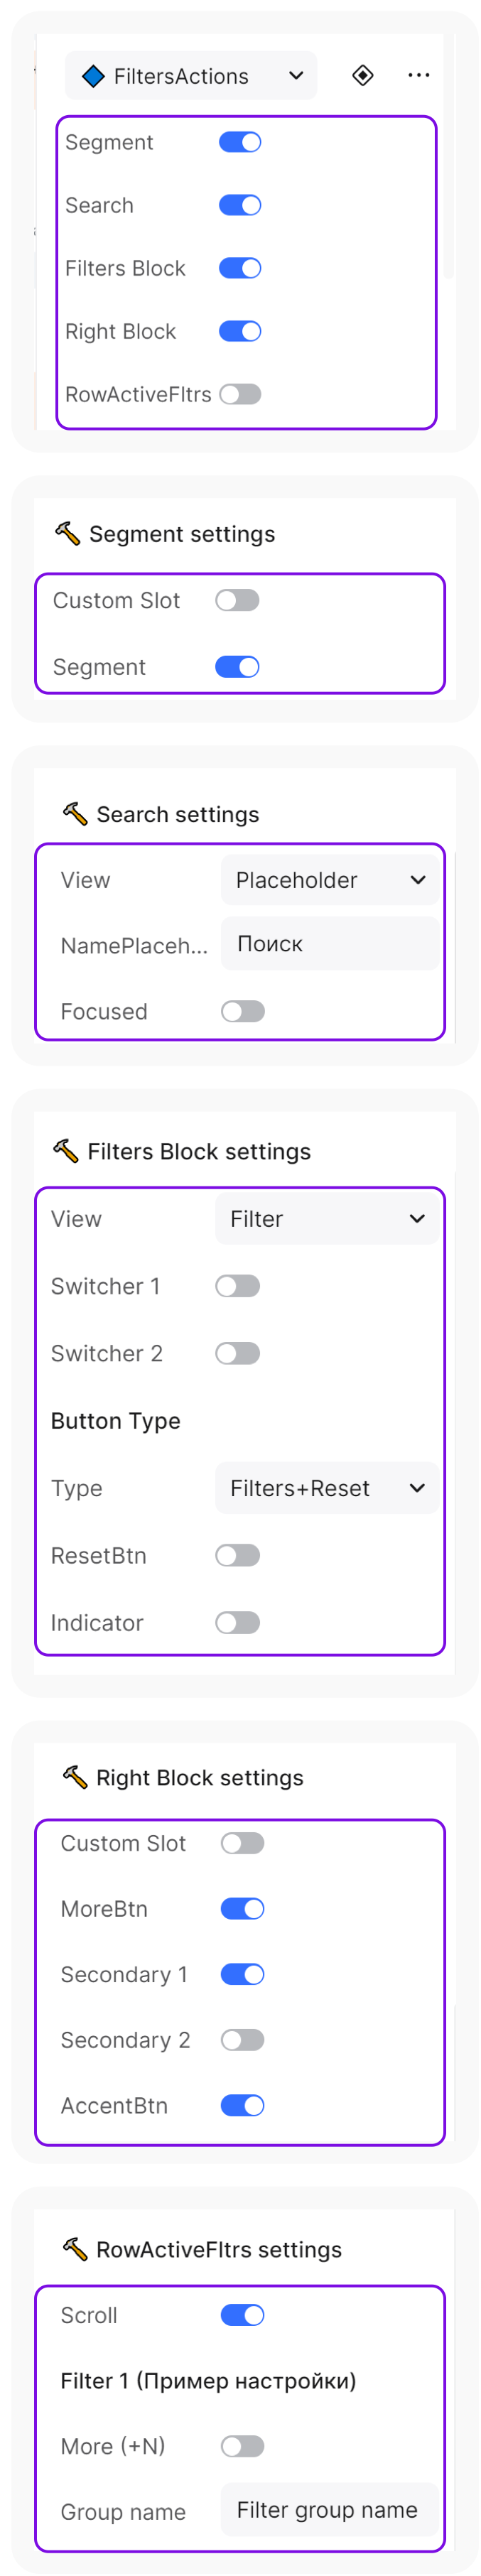 FiltersActions
Segment
Search
Filters Block
Right Block
RowActiveFltrs
Segment settings
Custom Slot
Segment
Search settings
View Placeholder
NamePlaceh... Поиск
Focused
Filters Block settings
View Filter
Switcher 1
Switcher 2
Button Type
Type Filters+Reset
ResetBtn
Indicator
Right Block settings
Custom Slot
MoreBtn
Secondary 1
Secondary 2
AccentBtn
RowActiveFltrs settings
Scroll
Filter 1 (Пример настройки)
More (+N)
Group name Filter group name